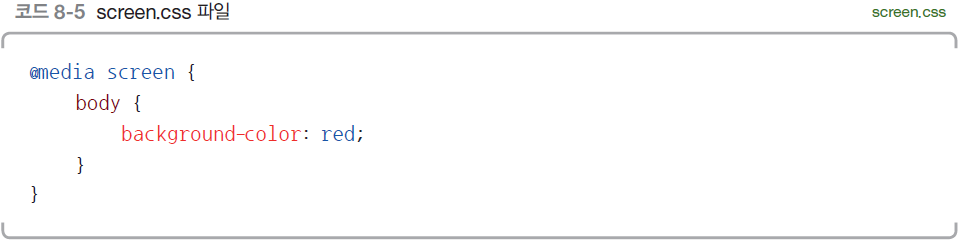 코드 8-5 screen.css 파일 screen.css
@media screen {
body {
background-color: red;
}
}